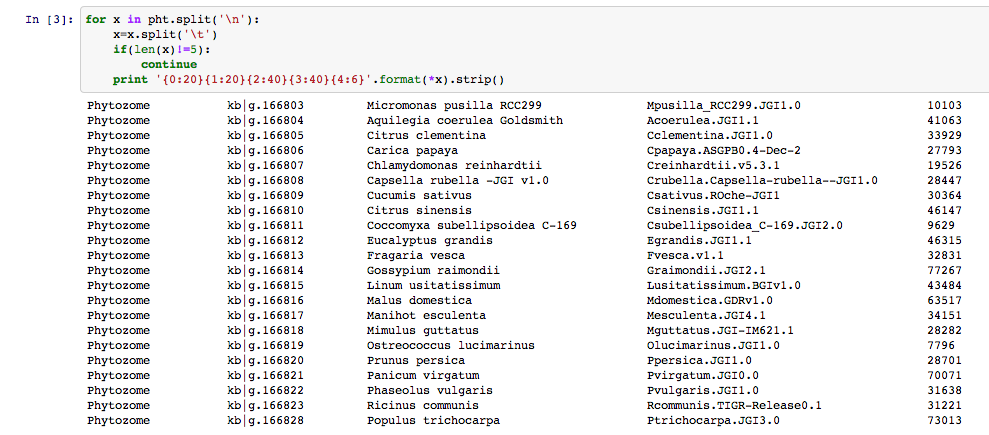 In [3]: for x in pht.split('\n'):
x=x.split('\t')
if(len(x)!=5):
continue
print '{0:20}{1:20}{2:40}{3:40}{4:6}'.format(*x).strip()
Phytozome kb|g.166803 Micromonas pusilla RCC299 Mpusilla_RCC299.JGI1.0 10103
Phytozome kb|g.166804 Aquilegia coerulea Goldsmith Acoerulea.JGI1.1 41063
Phytozome kb|g.166805 Citrus clementina Cclementina.JGI1.0 33929
Phytozome kb|g.166806 Carica papaya Cpapaya.ASGPB0.4-Dec-2 27793
Phytozome kb|g.166807 Chlamydomonas reinhardtii Creinhardtii.v5.3.1 19526
Phytozome kb|g.166808 Capsella rubella -JGI v1.0 Crubella.Capsella-rubella--JGI1.0 28447
Phytozome kb|g.166809 Cucumis sativus Csativus.ROche-JGI1 30364
Phytozome kb|g.166810 Citrus sinensis Csinensis.JGI1.1 46147
Phytozome kb|g.166811 Coccomyxa subellipsoidea C-169 Csubellipsoidea_C-169.JGI2.0 9629
Phytozome kb|g.166812 Eucalyptus grandis Egrandis.JGI1.1 46315
Phytozome kb|g.166813 Fragaria vesca Fvesca.v1.1 32831
Phytozome kb|g.166814 Gossypium raimondii Graimondii.JGI2.1 77267
Phytozome kb|g.166815 Linum usitatissimum Lusitatissimum.BGIv1.0 43484
Phytozome kb|g.166816 Malus domestica Mdomestica.GDRv1.0 63517
Phytozome kb|g.166817 Manihot esculenta Mesculenta.JGI4.1 34151
Phytozome kb|g.166818 Mimulus guttatus Mguttatus.JGI-IM621.1 28282
Phytozome kb|g.166819 Ostreococcus lucimarinus Olucimarinus.JGI1.0 7796
Phytozome kb|g.166820 Prunus persica Ppersica.JGI1.0 28701
Phytozome kb|g.166821 Panicum virgatum Pvirgatum.JGI0.0 70071
Phytozome kb|g.166822 Phaseolus vulgaris Pvulgaris.JGI1.0 31638
Phytozome kb|g.166823 Ricinus communis Rcommunis.TIGR-Release0.1 31221
Phytozome kb|g.166828 Populus trichocarpa Ptrichocarpa.JGI3.0 73013